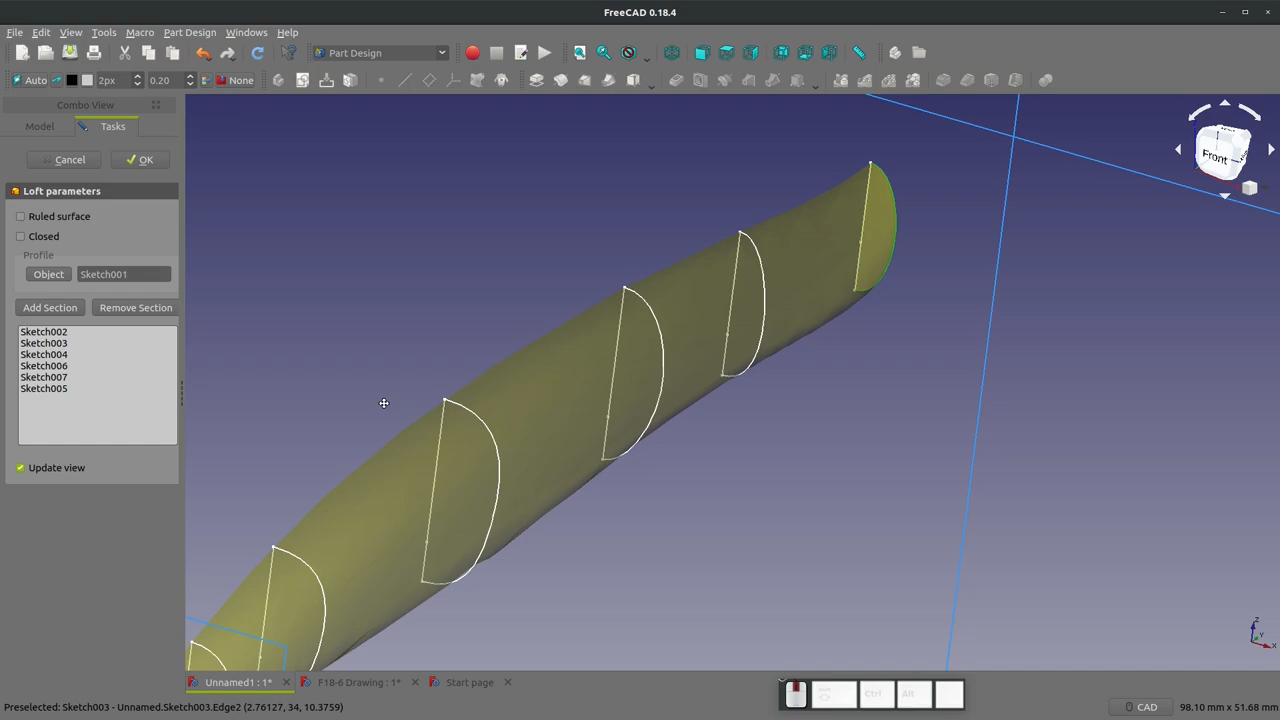 FreeCAD 0.18.4
File Edit View Tools Macro Part Design Windows Help
Part Design
Auto 2px 0.20 None
Combo View
Model Tasks
Cancel OK
Loft parameters
Ruled surface
Closed
Profile
Object Sketch001
Add Section Remove Section
Sketch002
Sketch003
Sketch004
Sketch006
Sketch007
Sketch005
Update view
Front
Z
Y
X
Unnamed1 : 1* F18-6 Drawing : 1* Start page
Shift Ctrl Alt
Preselected: Sketch003 - Unnamed.Sketch003.Edge2 (2.76127, 34, 10.3759) CAD 98.10 mm x 51.68 mm